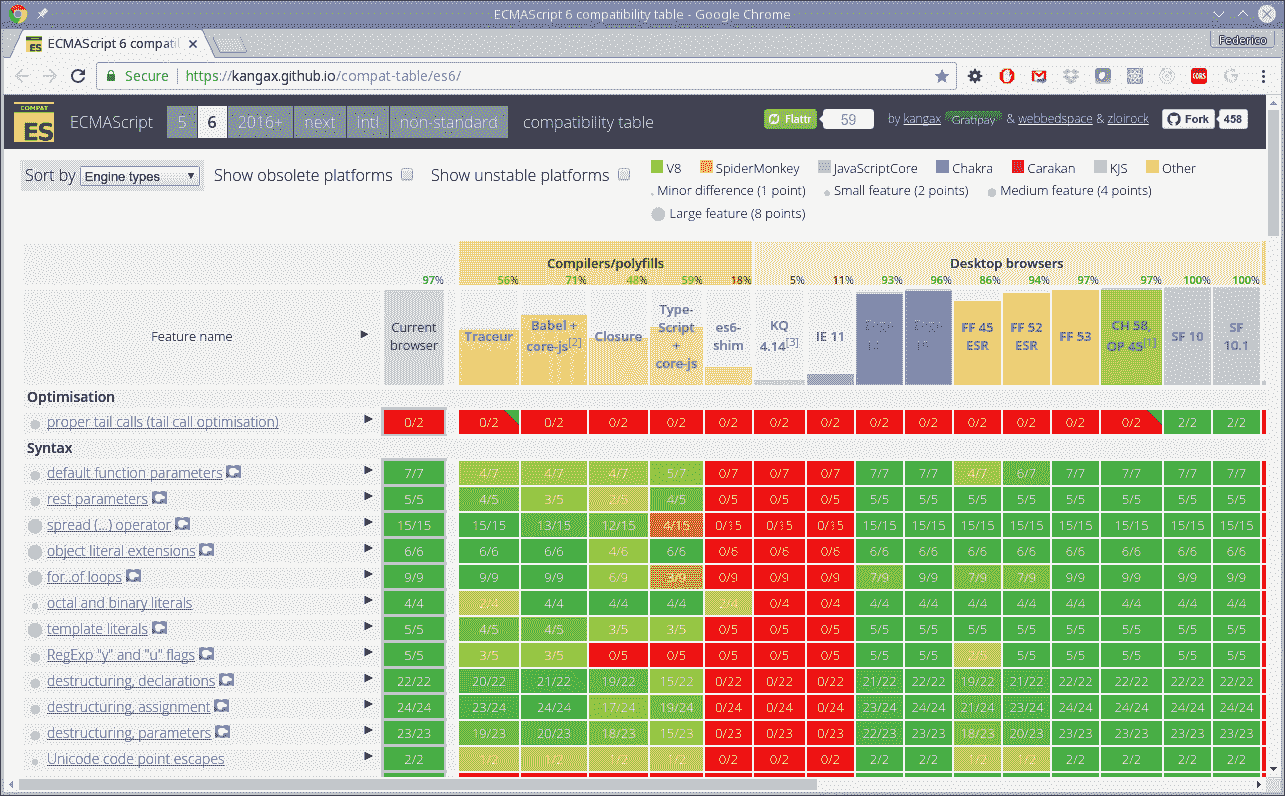 ECMAScript 6 compatibility table - Google Chrome
ECMAScript 6 compatil
Federico
Secure https://kangax.github.io/compat-table/es6/
COMPAT ES ECMAScript 5 6 2016+ next intl non-standard compatibility table Flattr 59 by kangax Gratipay & webbedspace & zloirock Fork 458
Sort by Engine types Show obsolete platforms Show unstable platforms
V8 SpiderMonkey JavaScriptCore Chakra Carakan KJS Other
Minor difference (1 point) Small feature (2 points) Medium feature (4 points)
Large feature (8 points)
Compilers/polyfills Desktop browsers
97% 56% 71% 48% 59% 18% 5% 11% 93% 96% 86% 94% 97% 97% 100% 100%
Feature name Current browser Traceur Babel + core-js[2] Closure Type-Script + core-js es6-shim KQ 4.14[3] IE 11 FF 45 ESR FF 52 ESR FF 53 CH 58, OP 45[1] SF 10 SF 10.1
Optimisation
proper tail calls (tail call optimisation) 0/2 0/2 0/2 0/2 0/2 0/2 0/2 0/2 0/2 0/2 0/2 0/2 0/2 0/2 2/2 2/2
Syntax
default function parameters 7/7 4/7 4/7 4/7 5/7 0/7 0/7 0/7 7/7 7/7 4/7 6/7 7/7 7/7 7/7 7/7
rest parameters 5/5 4/5 3/5 2/5 4/5 0/5 0/5 0/5 5/5 5/5 5/5 5/5 5/5 5/5 5/5 5/5
spread (...) operator 15/15 15/15 13/15 12/15 4/15 0/15 0/15 0/15 15/15 15/15 15/15 15/15 15/15 15/15 15/15 15/15
object literal extensions 6/6 6/6 6/6 4/6 6/6 0/6 0/6 0/6 6/6 6/6 6/6 6/6 6/6 6/6 6/6 6/6
for..of loops 9/9 9/9 9/9 6/9 3/9 0/9 0/9 0/9 7/9 9/9 7/9 7/9 9/9 9/9 9/9 9/9
octal and binary literals 4/4 2/4 4/4 4/4 4/4 2/4 0/4 0/4 4/4 4/4 4/4 4/4 4/4 4/4 4/4 4/4
template literals 5/5 4/5 4/5 3/5 3/5 0/5 0/5 0/5 5/5 5/5 5/5 5/5 5/5 5/5 5/5 5/5
RegExp "y" and "u" flags 5/5 3/5 3/5 0/5 0/5 0/5 0/5 0/5 5/5 5/5 2/5 5/5 5/5 5/5 5/5 5/5
destructuring, declarations 22/22 20/22 21/22 19/22 15/22 0/22 0/22 0/22 21/22 22/22 19/22 21/22 22/22 22/22 22/22 22/22
destructuring, assignment 24/24 23/24 24/24 17/24 19/24 0/24 0/24 0/24 23/24 24/24 21/24 23/24 24/24 24/24 24/24 24/24
destructuring, parameters 23/23 19/23 20/23 18/23 15/23 0/23 0/23 0/23 22/23 23/23 18/23 20/23 23/23 23/23 23/23 23/23
Unicode code point escapes 2/2 1/2 1/2 1/2 1/2 0/2 0/2 0/2 2/2 2/2 1/2 1/2 2/2 2/2 2/2 2/2